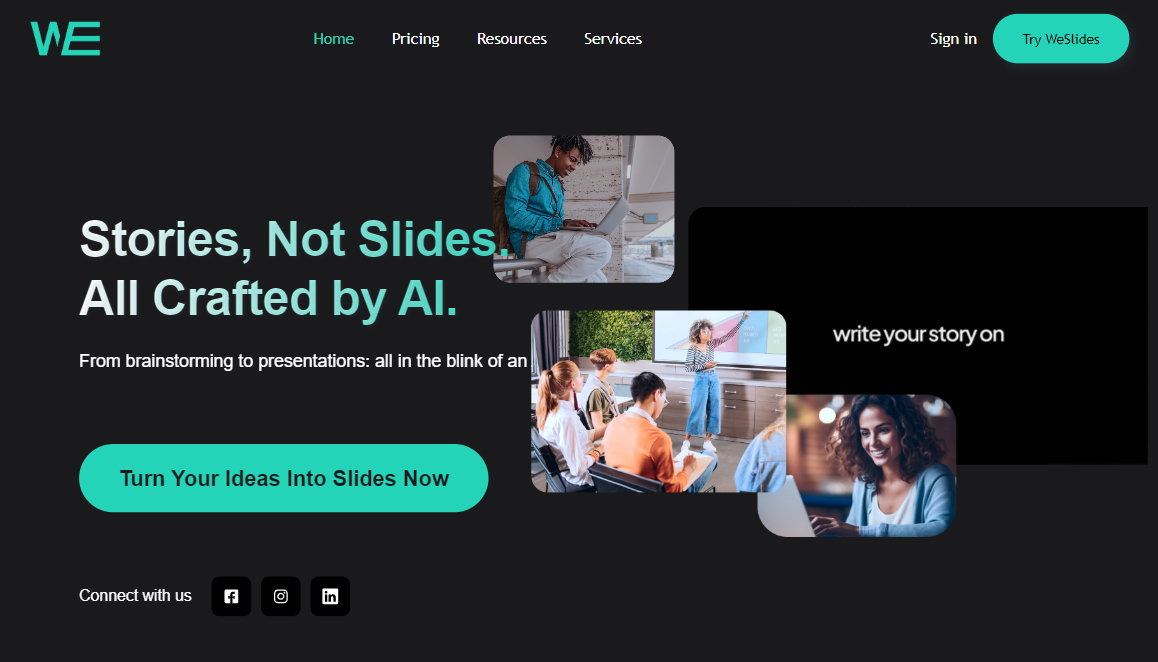 WE
Home Pricing Resources Services Sign in Try WeSlides
Stories, Not Slides.
All Crafted by AI.
write your story on
From brainstorming to presentations: all in the blink of an
Turn Your Ideas Into Slides Now
Connect with us